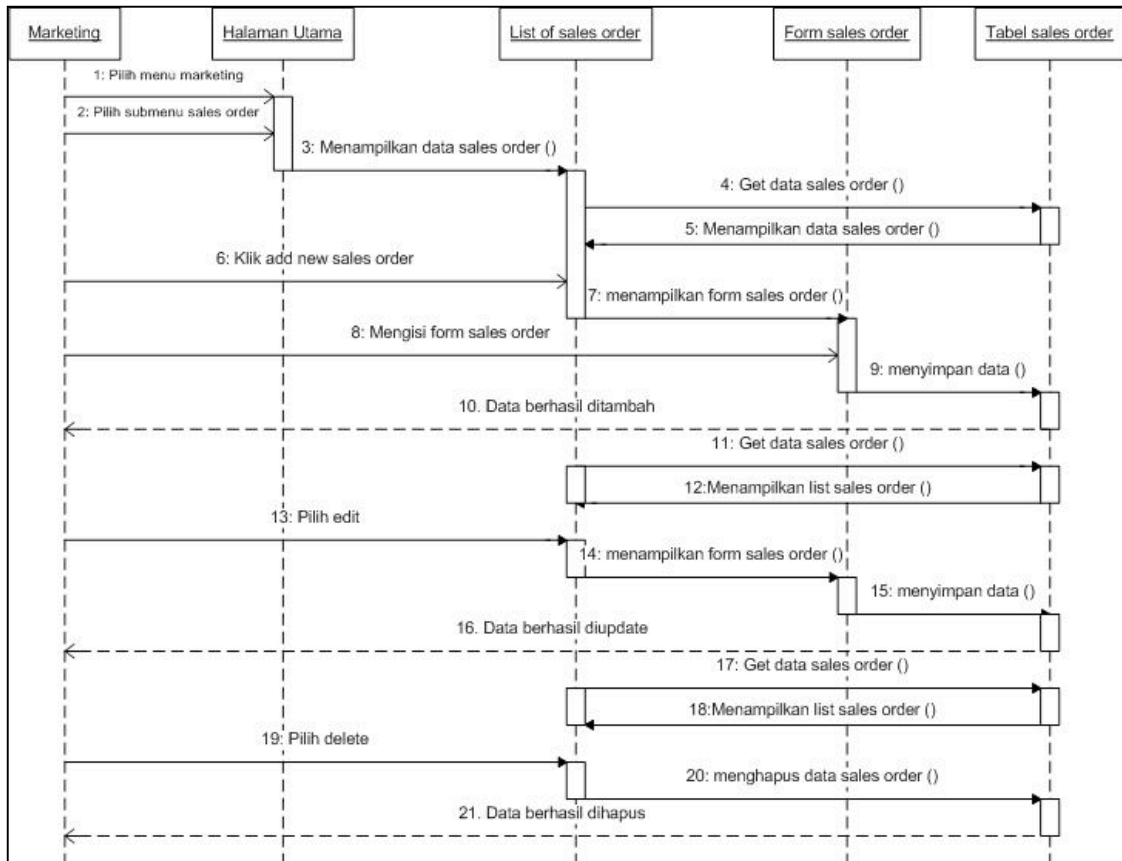 Marketing
Halaman Utama
List of sales order
Form sales order
Tabel sales order
1: Pilih menu marketing
2: Pilih submenu sales order
3: Menampilkan data sales order ()
4: Get data sales order ()
5: Menampilkan data sales order ()
6: Klik add new sales order
7: menampilkan form sales order ()
8: Mengisi form sales order
9: menyimpan data ()
10. Data berhasil ditambah
11: Get data sales order ()
12:Menampilkan list sales order ()
13: Pilih edit
14: menampilkan form sales order ()
15: menyimpan data ()
16. Data berhasil diupdate
17: Get data sales order ()
18:Menampilkan list sales order ()
19: Pilih delete
20: menghapus data sales order ()
21. Data berhasil dihapus